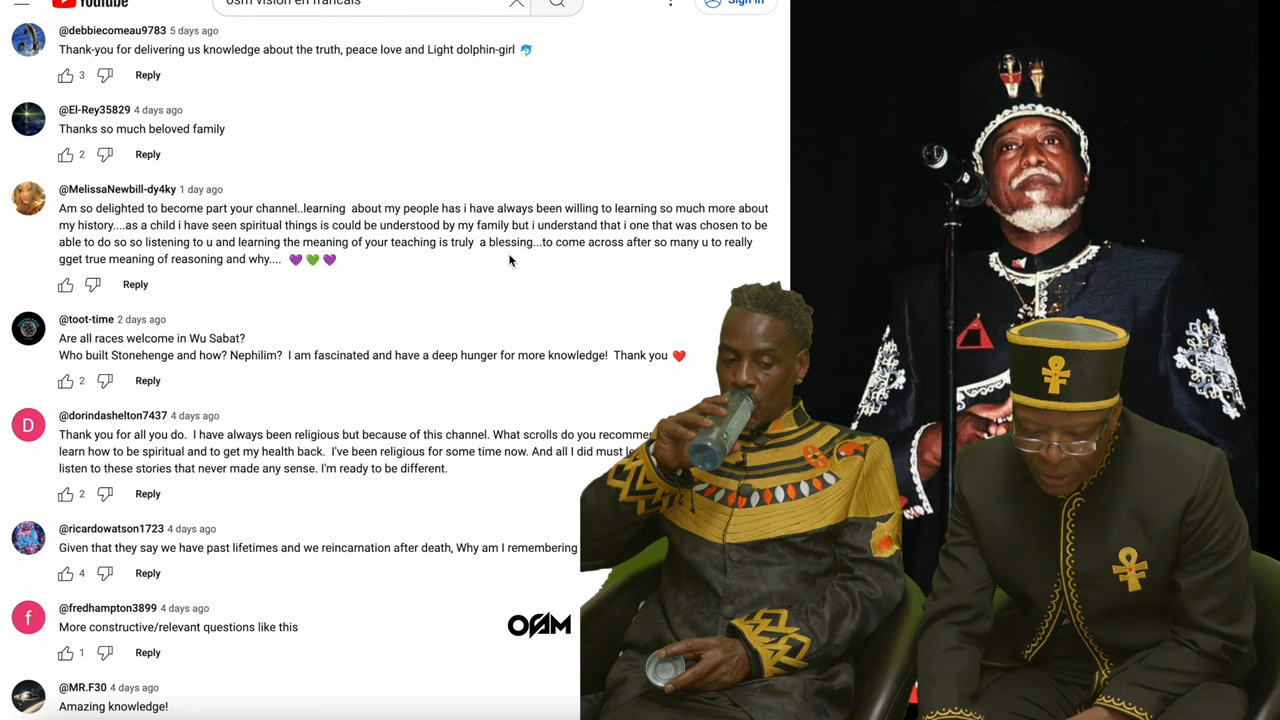 YouTube
osm vision en francais
Sign in
@debbiecomeau9783 5 days ago
Thank-you for delivering us knowledge about the truth, peace love and Light dolphin-girl 🐬
3 Reply
@El-Rey35829 4 days ago
Thanks so much beloved family
2 Reply
@MelissaNewbill-dy4ky 1 day ago
Am so delighted to become part your channel..learning about my people has i have always been willing to learning so much more about
my history....as a child i have seen spiritual things is could be understood by my family but i understand that i one that was chosen to be
able to do so so listening to u and learning the meaning of your teaching is truly a blessing...to come across after so many u to really
gget true meaning of reasoning and why.... 💜💚💜
Reply
@toot-time 2 days ago
Are all races welcome in Wu Sabat?
Who built Stonehenge and how? Nephilim? I am fascinated and have a deep hunger for more knowledge! Thank you ❤️
2 Reply
D
@dorindashelton7437 4 days ago
Thank you for all you do. I have always been religious but because of this channel. What scrolls do you recomme
learn how to be spiritual and to get my health back. I've been religious for some time now. And all I did must le
listen to these stories that never made any sense. I'm ready to be different.
2 Reply
@ricardowatson1723 4 days ago
Given that they say we have past lifetimes and we reincarnation after death, Why am I remembering
4 Reply
f
@fredhampton3899 4 days ago
More constructive/relevant questions like this
1 Reply
@MR.F30 4 days ago
Amazing knowledge!